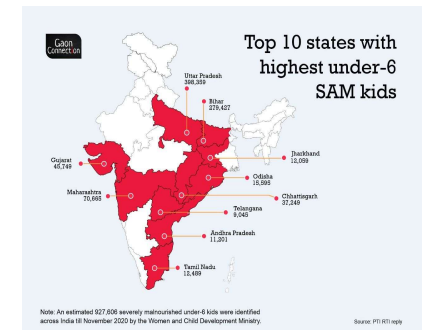 Gaon
Connection
Top 10 states with
highest under-6
SAM kids
Uttar Pradesh
398,359
Bihar
279,427
Jharkhand
12,059
Gujarat
45,749
Odisha
15,595
Maharashtra
70,665
Chhattisgarh
37,249
Telangana
9,045
Andhra Pradesh
11,201
Tamil Nadu
12,489
Note: An estimated 927,606 severely malnourished under-6 kids were identified
across India till November 2020 by the Women and Child Development Ministry.
Source: PTI RTI reply